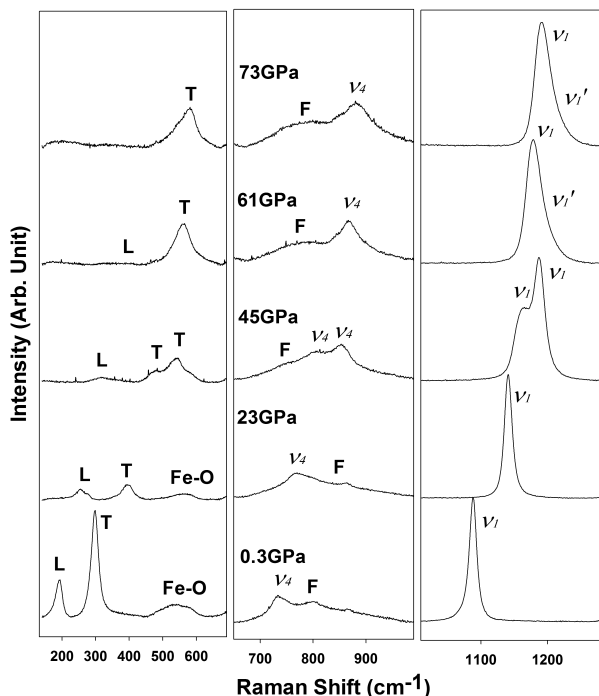 Intensity (Arb. Unit)
T
73GPa
F
ν4
ν1
ν1'
L
T
61GPa
F
ν4
ν1
ν1'
L
T
T
45GPa
F
ν4
ν4
ν1
ν1
L
T
Fe-O
23GPa
ν4
F
ν1
L
T
Fe-O
0.3GPa
ν4
F
ν1
200 300 400 500 600
700 800 900
1100 1200
Raman Shift (cm-1)